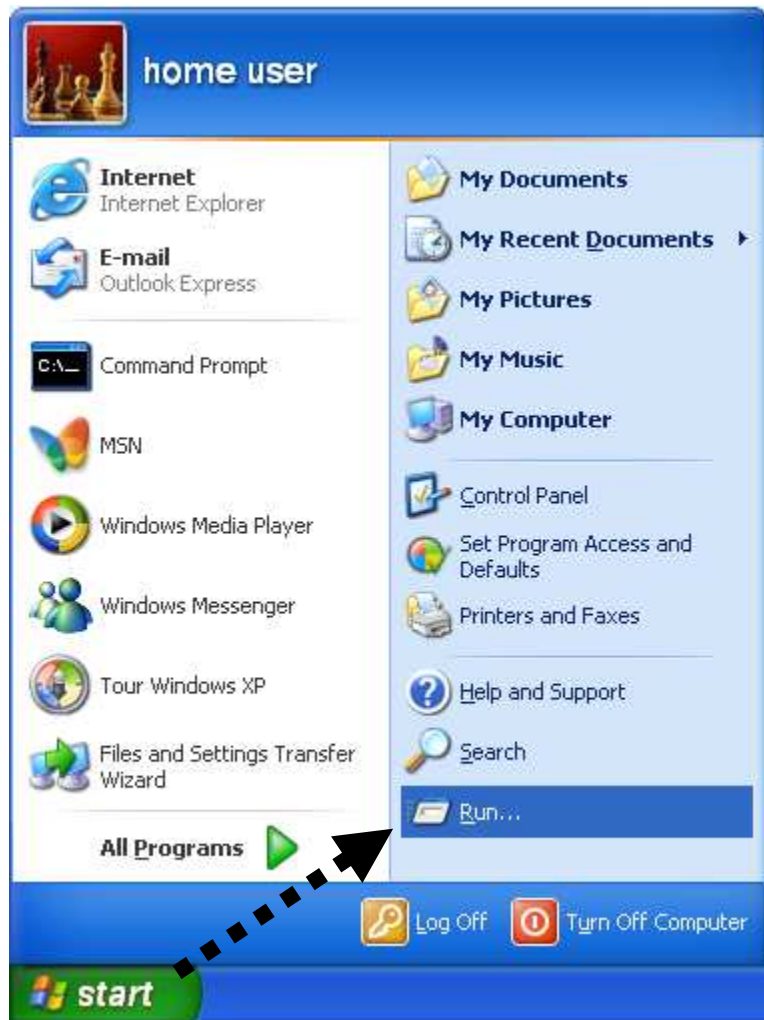 home user
Internet
Internet Explorer
E-mail
Outlook Express
C:\_
Command Prompt
MSN
Windows Media Player
Windows Messenger
Tour Windows XP
Files and Settings Transfer
Wizard
All Programs
My Documents
My Recent Documents
My Pictures
My Music
My Computer
Control Panel
Set Program Access and
Defaults
Printers and Faxes
Help and Support
Search
Run...
Log Off
Turn Off Computer
start